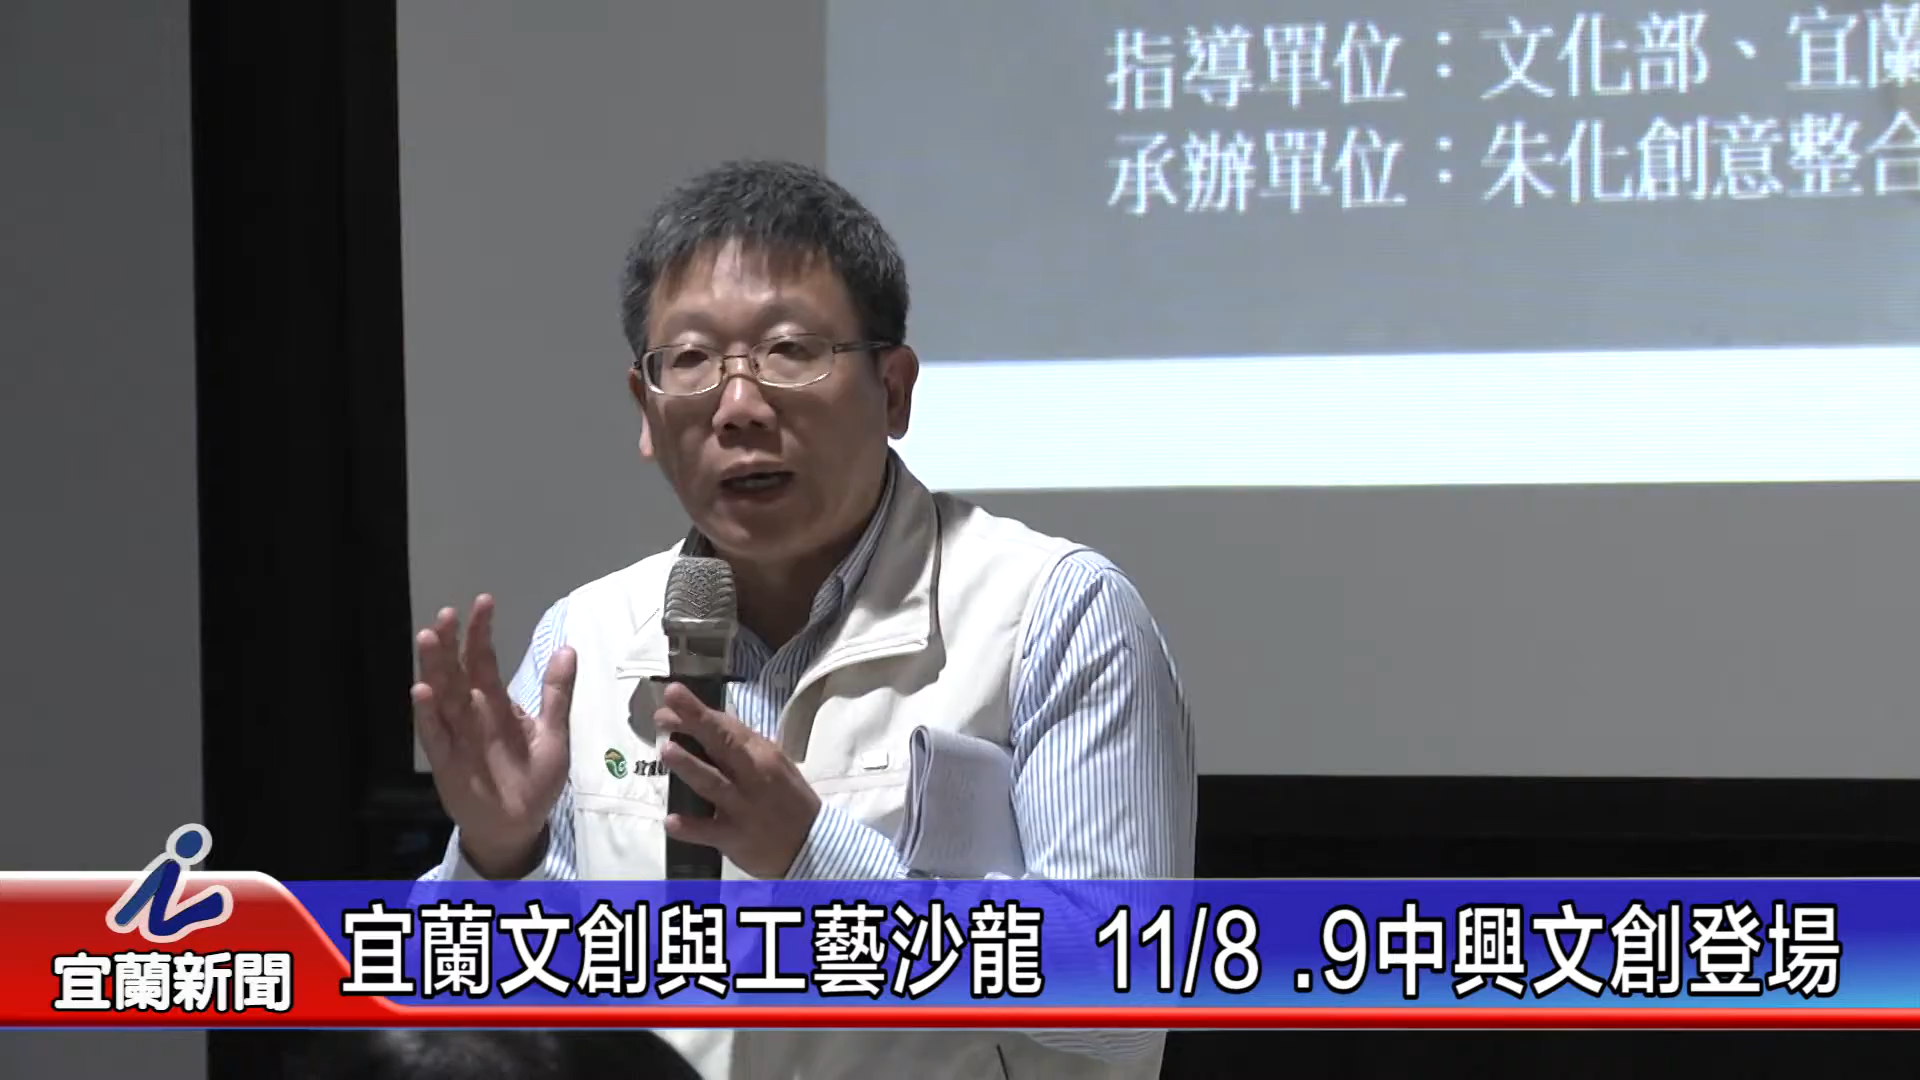 指導單位：文化部、宜蘭
承辦單位：朱化創意整合
宜蘭新聞
宜蘭文創與工藝沙龍 11/8 .9中興文創登場